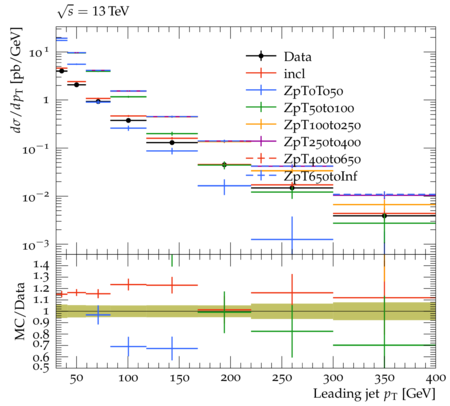 √s = 13 TeV
dσ/dpT [pb/GeV]
10^1
1
10^−1
10^−2
10^−3
Data
incl
ZpT0To50
ZpT50to100
ZpT100to250
ZpT250to400
ZpT400to650
ZpT650toInf
MC/Data
1.4
1.3
1.2
1.1
1
0.9
0.8
0.7
0.6
0.5
50 100 150 200 250 300 350 400
Leading jet pT [GeV]